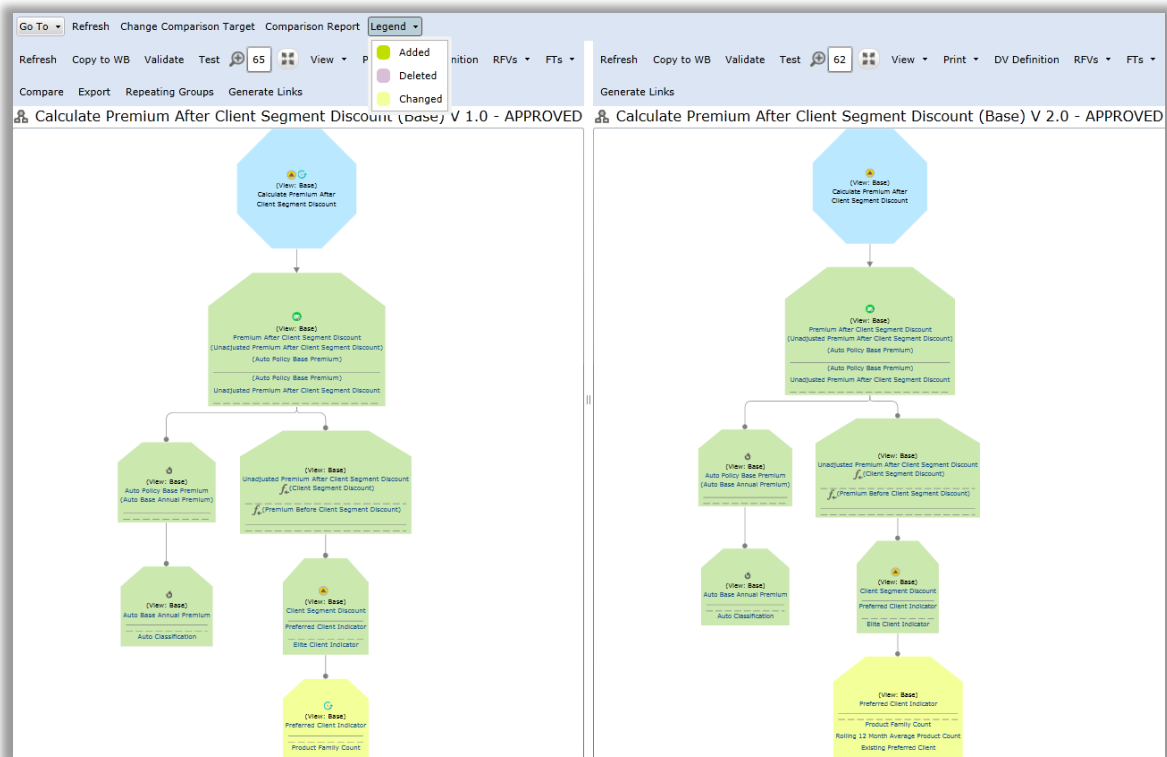 Go To Refresh Change Comparison Target Comparison Report Legend
Added
Deleted
Changed
Refresh Copy to WB Validate Test 65 View P nition RFVs FTs
Compare Export Repeating Groups Generate Links
Calculate Premium After Client Segment Discount (Base) V 1.0 - APPROVED
(View: Base)
Calculate Premium After
Client Segment Discount
(View: Base)
Premium After Client Segment Discount
(Unadjusted Premium After Client Segment Discount)
(Auto Policy Base Premium)
(Auto Policy Base Premium)
Unadjusted Premium After Client Segment Discount
(View: Base)
Auto Policy Base Premium
(Auto Base Annual Premium)
(View: Base)
Unadjusted Premium After Client Segment Discount
(Client Segment Discount)
(Premium Before Client Segment Discount)
(View: Base)
Auto Base Annual Premium
Auto Classification
(View: Base)
Client Segment Discount
Preferred Client Indicator
Elite Client Indicator
(View: Base)
Preferred Client Indicator
Product Family Count
Refresh Copy to WB Validate Test 62 View Print DV Definition RFVs FTs
Generate Links
Calculate Premium After Client Segment Discount (Base) V 2.0 - APPROVED
(View: Base)
Calculate Premium After
Client Segment Discount
(View: Base)
Premium After Client Segment Discount
(Unadjusted Premium After Client Segment Discount)
(Auto Policy Base Premium)
(Auto Policy Base Premium)
Unadjusted Premium After Client Segment Discount
(View: Base)
Auto Policy Base Premium
(Auto Base Annual Premium)
(View: Base)
Unadjusted Premium After Client Segment Discount
(Client Segment Discount)
(Premium Before Client Segment Discount)
(View: Base)
Auto Base Annual Premium
Auto Classification
(View: Base)
Client Segment Discount
Preferred Client Indicator
Elite Client Indicator
(View: Base)
Preferred Client Indicator
Product Family Count
Rolling 12 Month Average Product Count
Existing Preferred Client